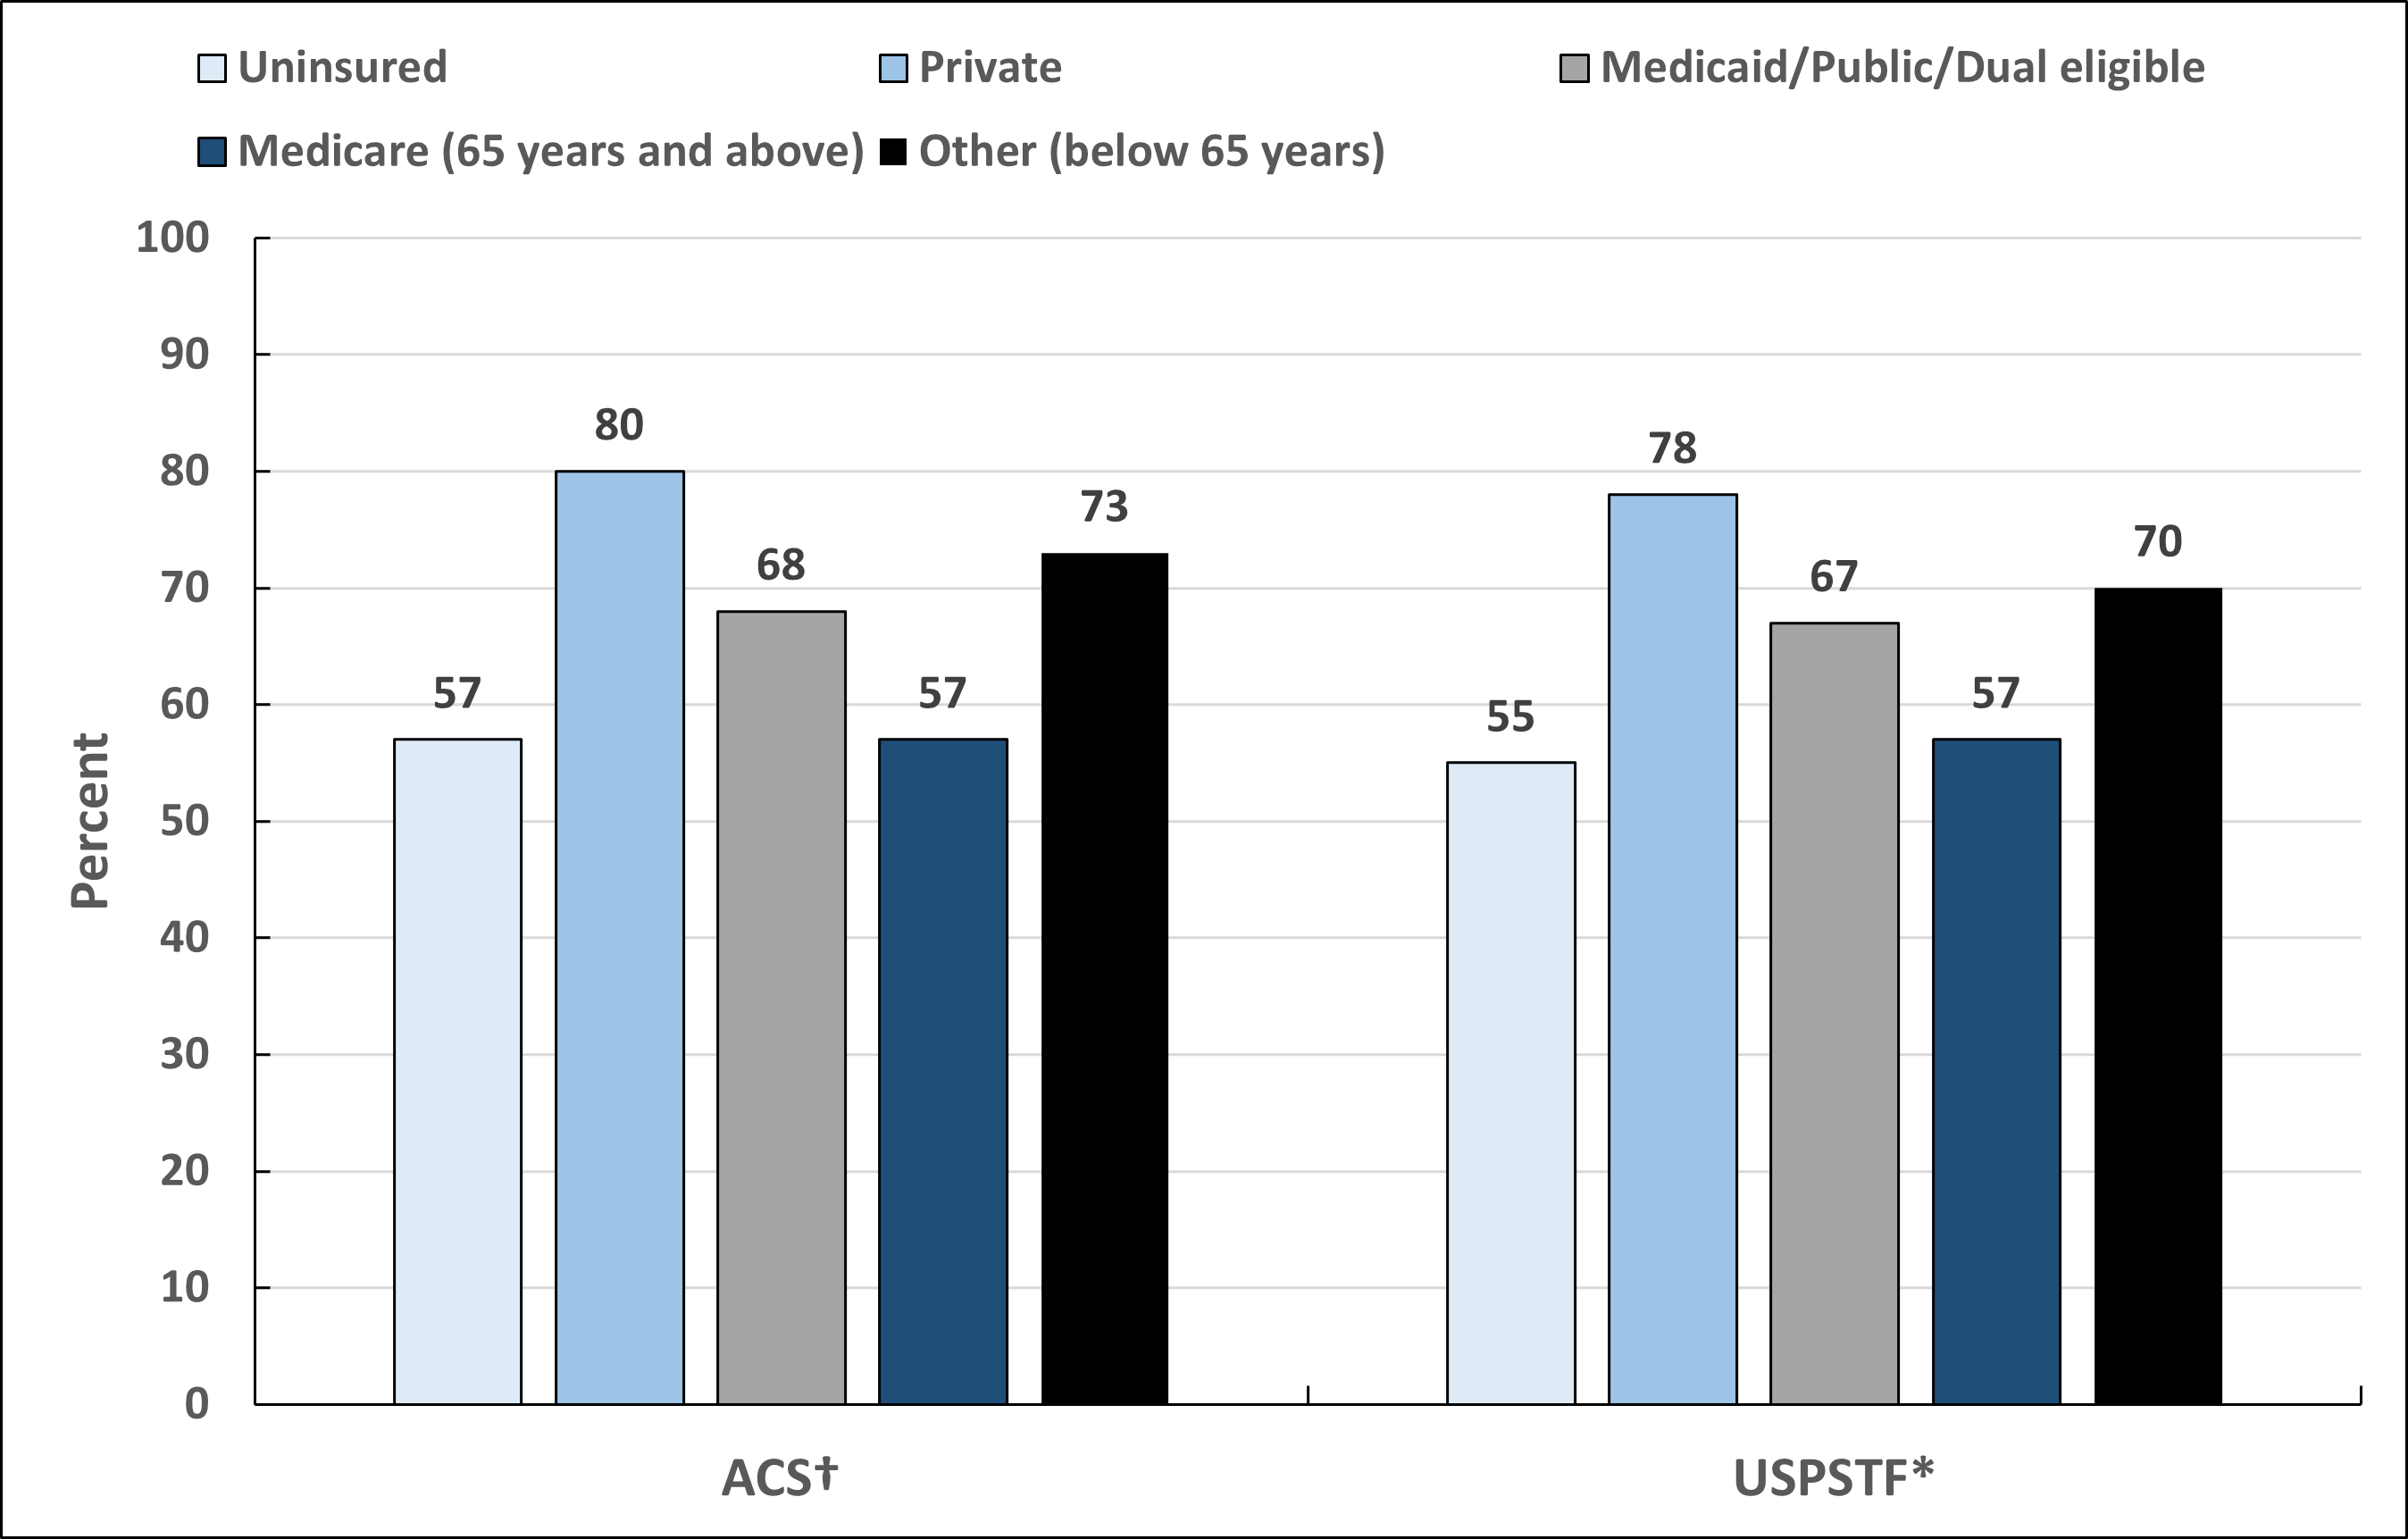 Uninsured
Private
Medicaid/Public/Dual eligible
Medicare (65 years and above)
Other (below 65 years)
100
90
80
70
60
50
40
30
20
10
0
Percent
57
80
68
57
73
55
78
67
57
70
ACS†
USPSTF*